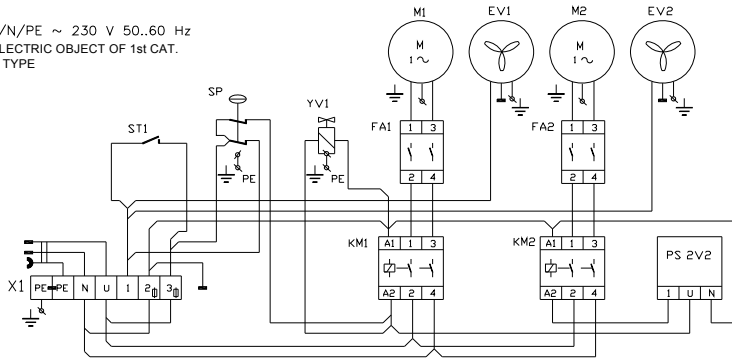 /N/PE ~ 230 V 50..60 Hz
LECTRIC OBJECT OF 1st CAT.
TYPE
M1 EV1 M2 EV2
M M
1~ 1~
SP
YV1
ST1
FA1 1 3 FA2 1 3
2 4 2 4
PE PE
KM1 A1 1 3 KM2 A1 1 3
PS 2V2
X1 PE PE N U 1 2 3
A2 2 4 A2 2 4 1 U N